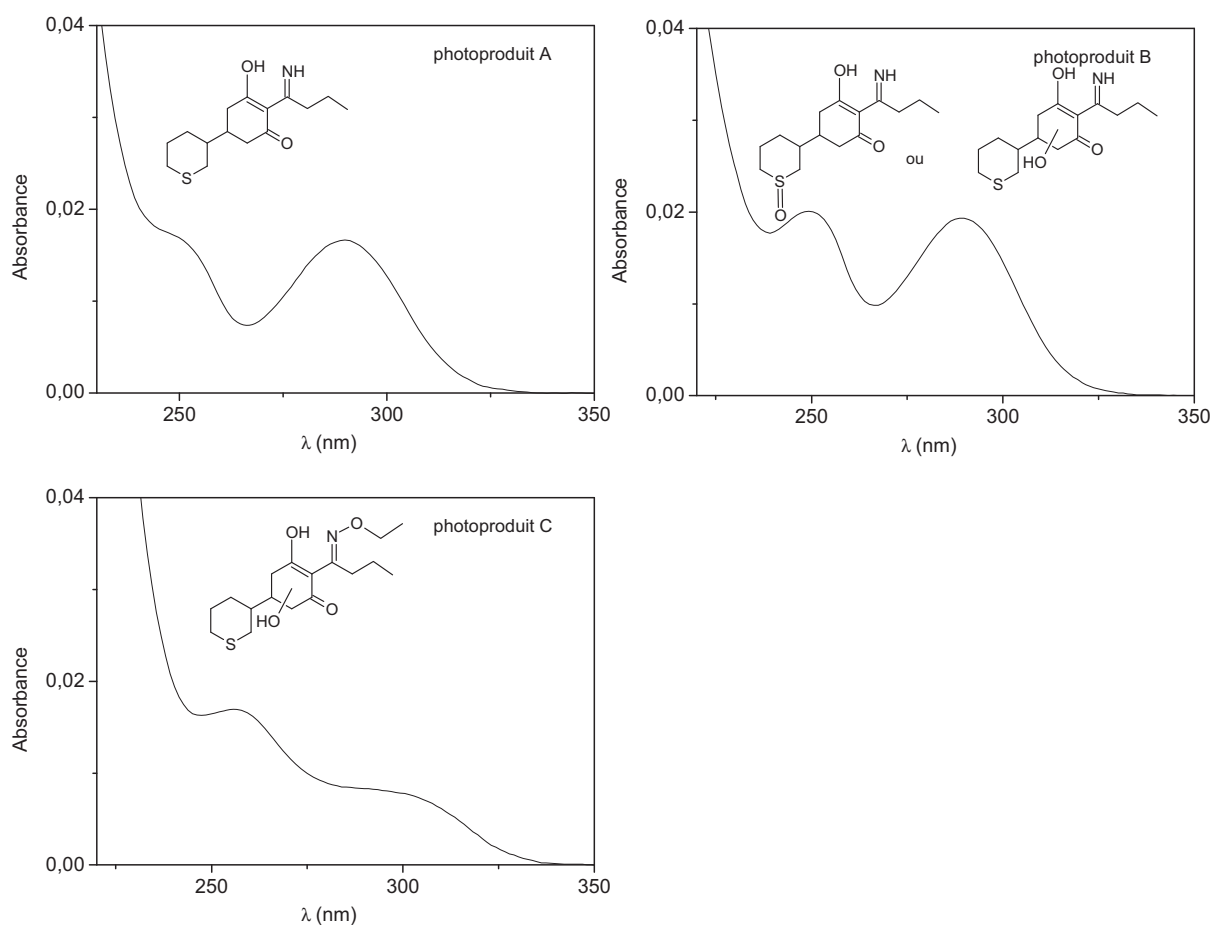 0,04
photoproduit A
OH
NH
O
S
0,02
0,00
Absorbance
250
300
350
λ (nm)
0,04
photoproduit B
OH
NH
O
S
O
ou
OH
NH
O
HO
S
0,02
0,00
Absorbance
250
300
350
λ (nm)
0,04
photoproduit C
OH
N
O
O
HO
S
0,02
0,00
Absorbance
250
300
350
λ (nm)